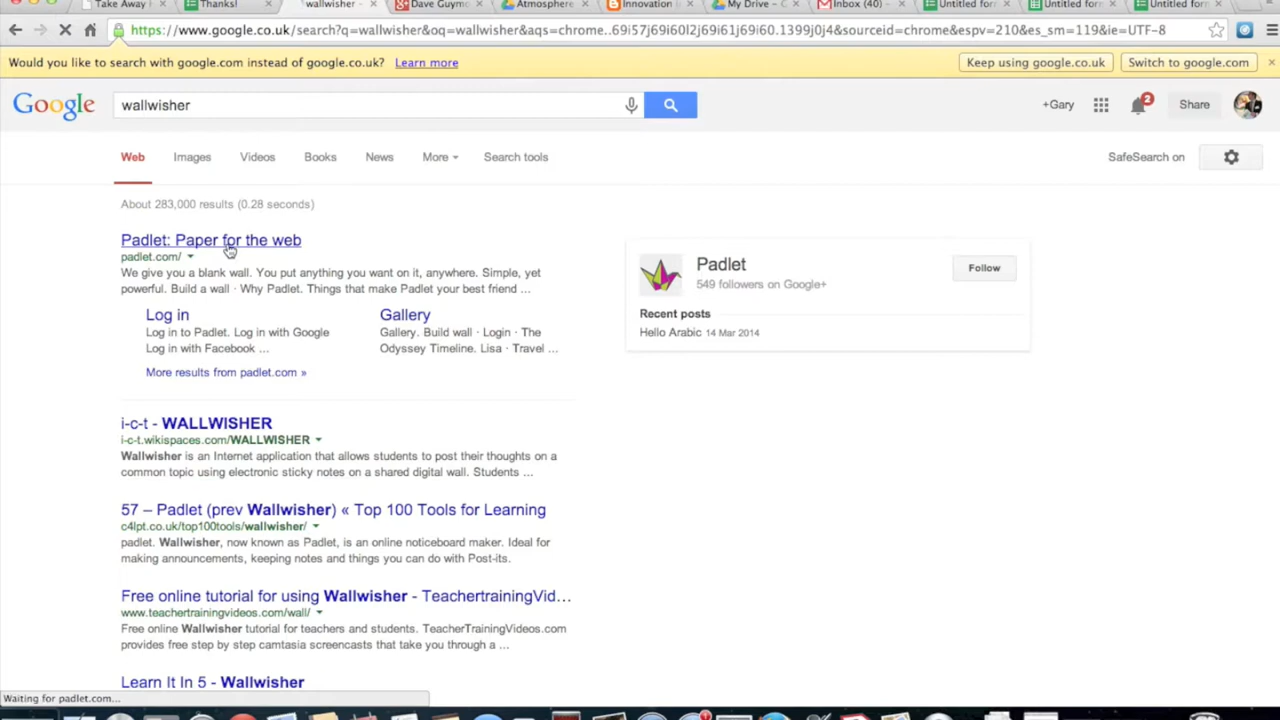 Take Away
Thanks!
wallwisher -
Dave Guymo
Atmosphere
Innovation
My Drive - G
Inbox (40) -
Untitled for
Untitled for
Untitled for
https://www.google.co.uk/search?q=wallwisher&oq=wallwisher&aqs=chrome..69i57j69i60l2j69i61j69i60.1399j0j4&sourceid=chrome&espv=210&es_sm=119&ie=UTF-8
Would you like to search with google.com instead of google.co.uk? Learn more
Keep using google.co.uk
Switch to google.com
Google
wallwisher
+Gary
2
Share
Web
Images
Videos
Books
News
More
Search tools
SafeSearch on
About 283,000 results (0.28 seconds)
Padlet: Paper for the web
padlet.com/
We give you a blank wall. You put anything you want on it, anywhere. Simple, yet
powerful. Build a wall · Why Padlet. Things that make Padlet your best friend ...
Log in
Log in to Padlet. Log in with Google
Log in with Facebook ...
Gallery
Gallery. Build wall · Login · The
Odyssey Timeline. Lisa · Travel ...
More results from padlet.com »
Padlet
549 followers on Google+
Follow
Recent posts
Hello Arabic 14 Mar 2014
i-c-t - WALLWISHER
i-c-t.wikispaces.com/WALLWISHER
Wallwisher is an Internet application that allows students to post their thoughts on a
common topic using electronic sticky notes on a shared digital wall. Students ...
57 – Padlet (prev Wallwisher) « Top 100 Tools for Learning
c4lpt.co.uk/top100tools/wallwisher/
padlet. Wallwisher, now known as Padlet, is an online noticeboard maker. Ideal for
making announcements, keeping notes and things you can do with Post-its.
Free online tutorial for using Wallwisher - TeachertrainingVid...
www.teachertrainingvideos.com/wall/
Free online Wallwisher tutorial for teachers and students. TeacherTrainingVideos.com
provides free step by step camtasia screencasts that take you through a ...
Learn It In 5 - Wallwisher
Waiting for padlet.com...